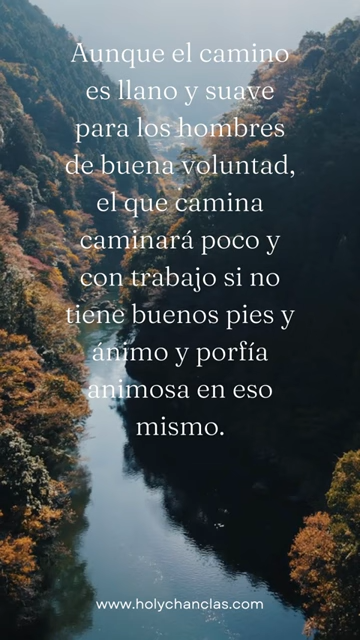 Aunque el camino
es llano y suave
para los hombres
de buena voluntad,
el que camina
caminará poco y
con trabajo si no
tiene buenos pies y
ánimo y porfía
animosa en eso
mismo.
www.holychanclas.com